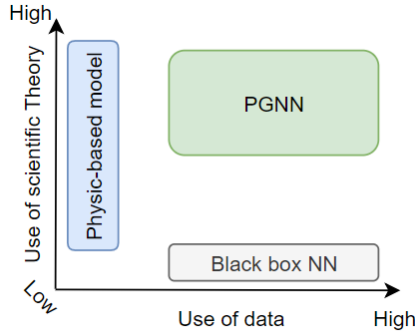 High
Use of scientific Theory
Physic-based model
PGNN
Black box NN
Low
Use of data
High